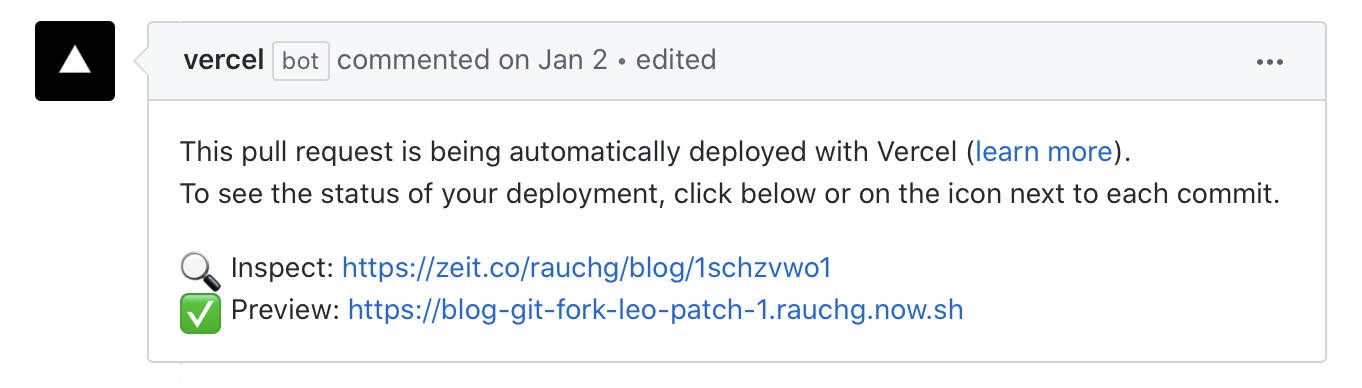 vercel bot commented on Jan 2 • edited
This pull request is being automatically deployed with Vercel (learn more).
To see the status of your deployment, click below or on the icon next to each commit.
Inspect: https://zeit.co/rauchg/blog/1schzvwo1
Preview: https://blog-git-fork-leo-patch-1.rauchg.now.sh